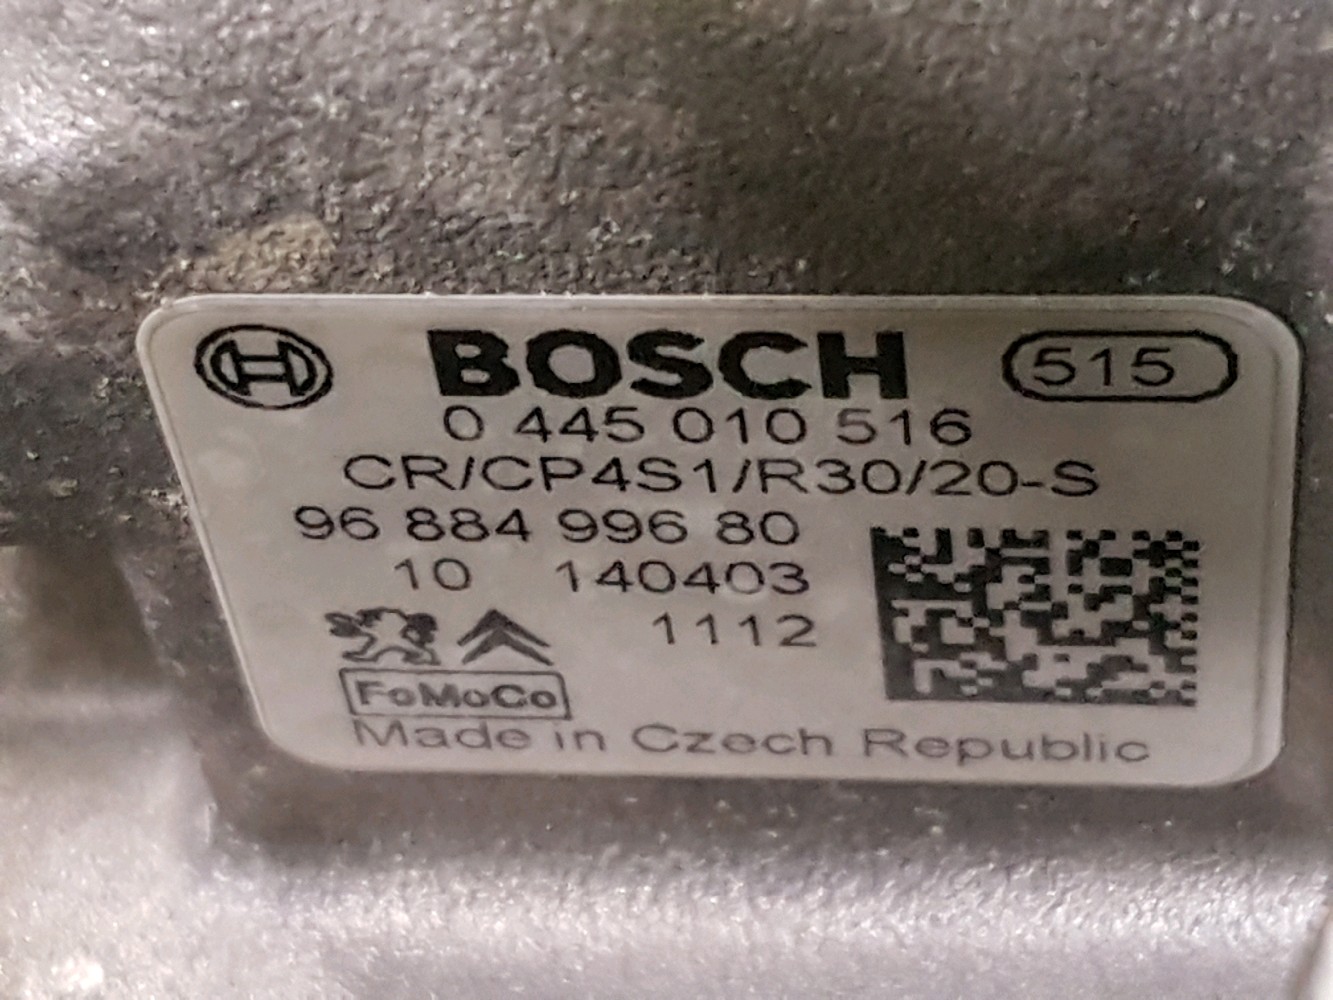 BOSCH 515
0 445 010 516
CR/CP4S1/R30/20-S
96 884 996 80
10 140403
1112
FoMoCo
Made in Czech Republic